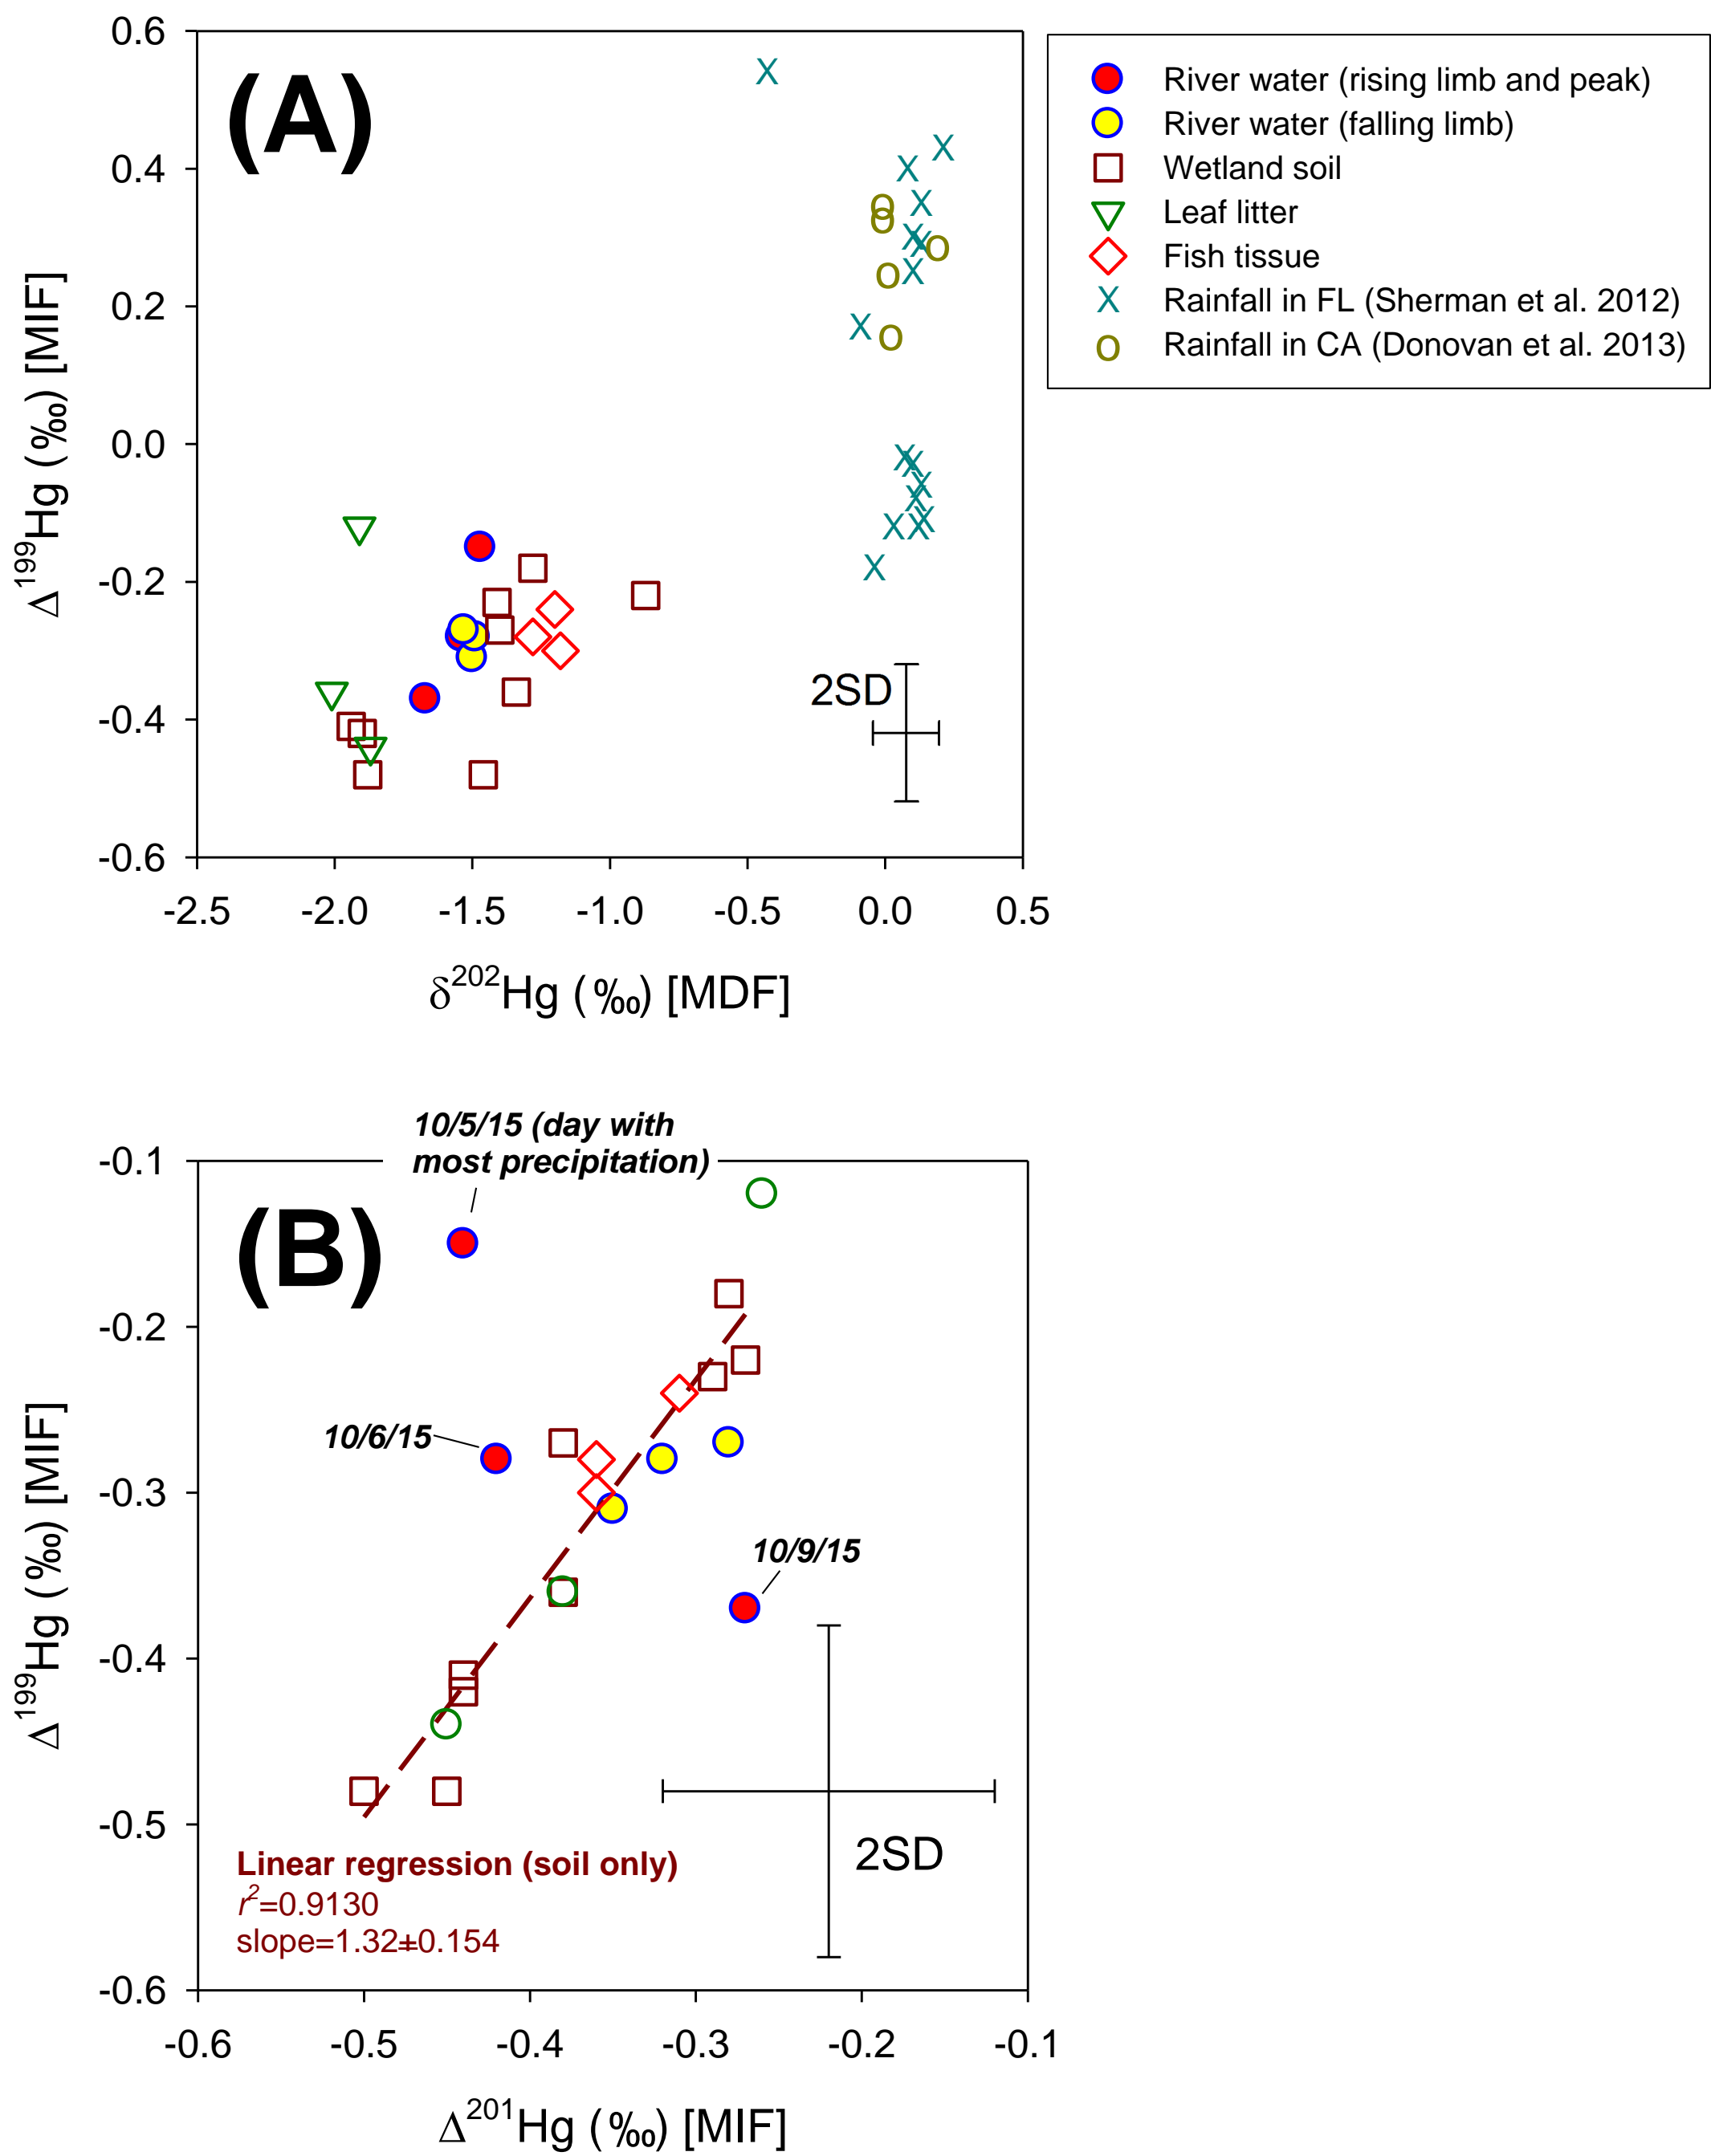 (A)
0.6
0.4
0.2
0.0
-0.2
-0.4
-0.6
Δ199Hg (‰) [MIF]
-2.5 -2.0 -1.5 -1.0 -0.5 0.0 0.5
δ202Hg (‰) [MDF]
2SD
River water (rising limb and peak)
River water (falling limb)
Wetland soil
Leaf litter
Fish tissue
Rainfall in FL (Sherman et al. 2012)
Rainfall in CA (Donovan et al. 2013)
10/5/15 (day with
most precipitation)
(B)
-0.1
-0.2
-0.3
-0.4
-0.5
-0.6
Δ199Hg (‰) [MIF]
10/6/15
10/9/15
2SD
Linear regression (soil only)
r2=0.9130
slope=1.32±0.154
-0.6 -0.5 -0.4 -0.3 -0.2 -0.1
Δ201Hg (‰) [MIF]